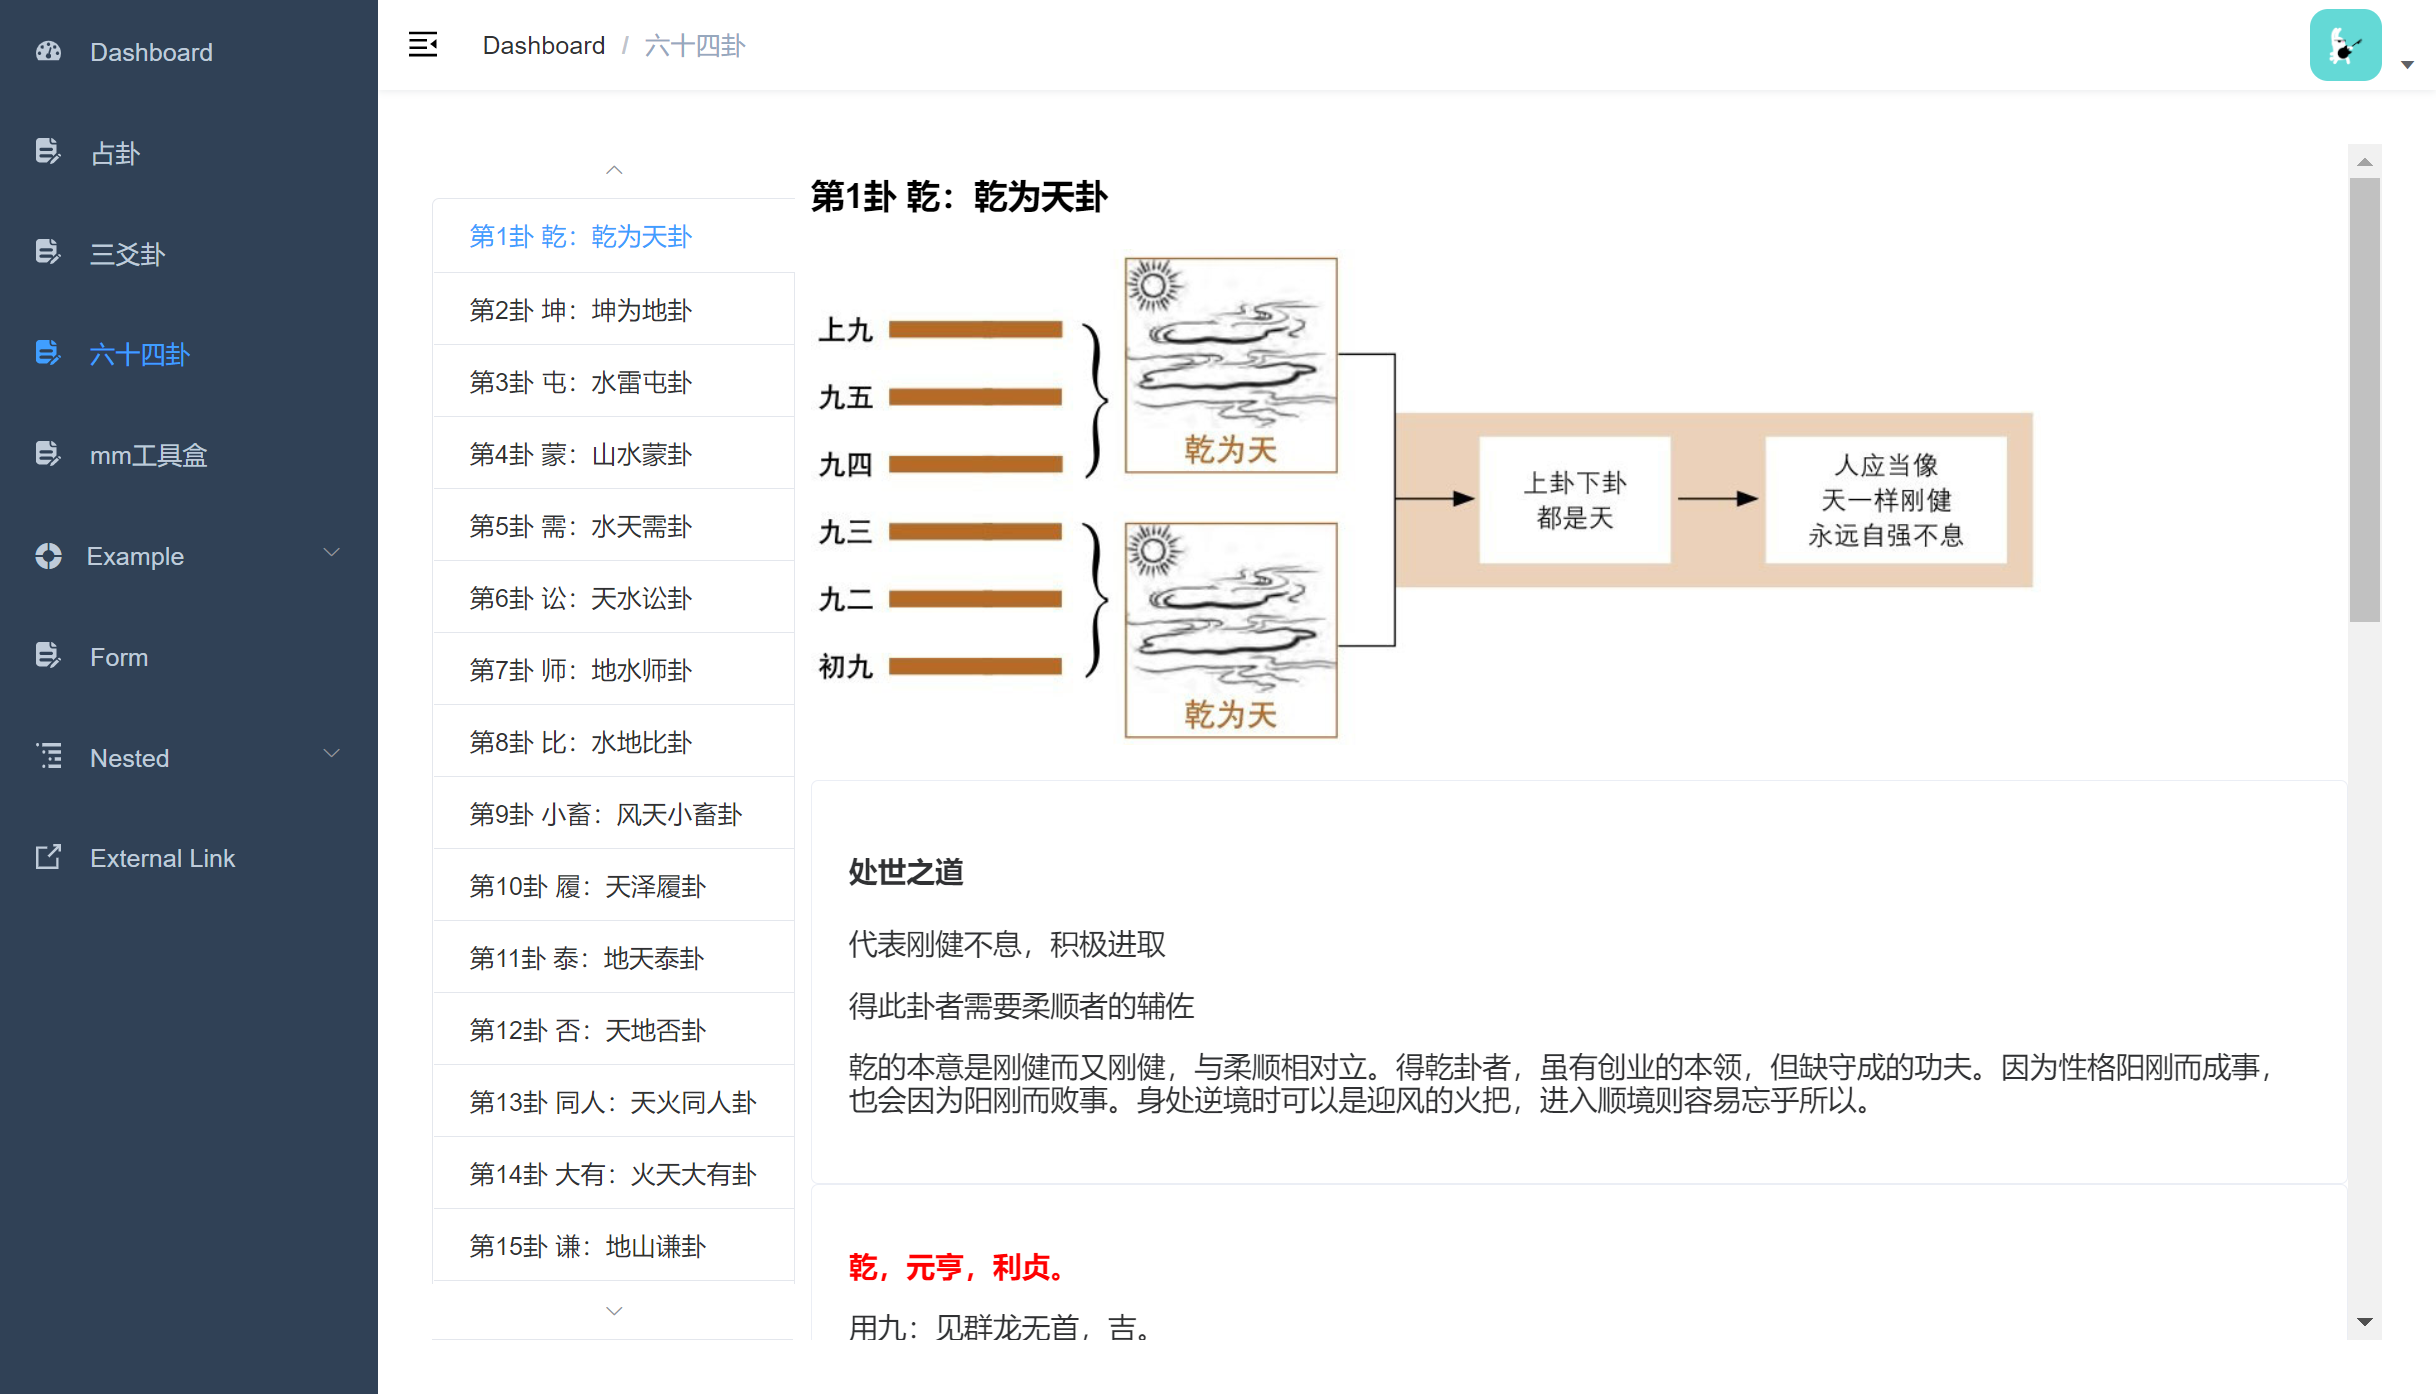 Dashboard
占卦
三爻卦
六十四卦
mm工具盒
Example
Form
Nested
External Link
Dashboard / 六十四卦
第1卦 乾：乾为天卦
第2卦 坤：坤为地卦
第3卦 屯：水雷屯卦
第4卦 蒙：山水蒙卦
第5卦 需：水天需卦
第6卦 讼：天水讼卦
第7卦 师：地水师卦
第8卦 比：水地比卦
第9卦 小畜：风天小畜卦
第10卦 履：天泽履卦
第11卦 泰：地天泰卦
第12卦 否：天地否卦
第13卦 同人：天火同人卦
第14卦 大有：火天大有卦
第15卦 谦：地山谦卦
第1卦 乾：乾为天卦
上九
九五
九四
九三
九二
初九
乾为天
乾为天
上卦下卦
都是天
人应当像
天一样刚健
永远自强不息
处世之道
代表刚健不息，积极进取
得此卦者需要柔顺者的辅佐
乾的本意是刚健而又刚健，与柔顺相对立。得乾卦者，虽有创业的本领，但缺守成的功夫。因为性格阳刚而成事，
也会因为阳刚而败事。身处逆境时可以是迎风的火把，进入顺境则容易忘乎所以。
乾，元亨，利贞。
用九：见群龙无首，吉。